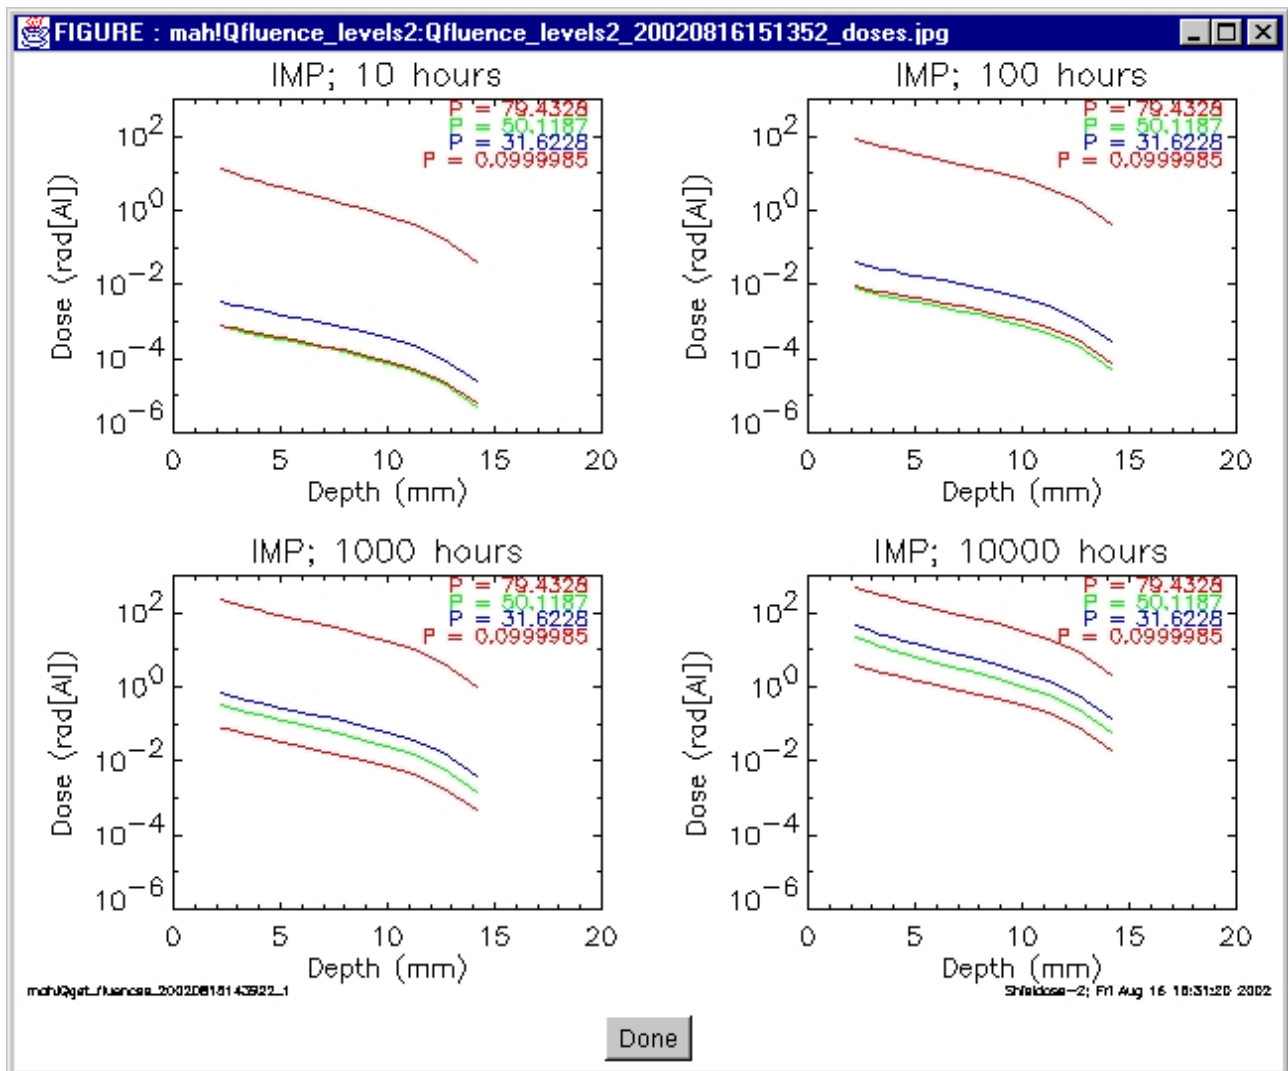 FIGURE : mah!Qfluence_levels2:Qfluence_levels2_20020816151352_doses.jpg
IMP; 10 hours
P = 79.4328
P = 50.1187
P = 31.6228
P = 0.0999985
Dose (rad[Al])
10^2
10^0
10^-2
10^-4
10^-6
0 5 10 15 20
Depth (mm)
IMP; 100 hours
P = 79.4328
P = 50.1187
P = 31.6228
P = 0.0999985
Dose (rad[Al])
10^2
10^0
10^-2
10^-4
10^-6
0 5 10 15 20
Depth (mm)
IMP; 1000 hours
P = 79.4328
P = 50.1187
P = 31.6228
P = 0.0999985
Dose (rad[Al])
10^2
10^0
10^-2
10^-4
10^-6
0 5 10 15 20
Depth (mm)
IMP; 10000 hours
P = 79.4328
P = 50.1187
P = 31.6228
P = 0.0999985
Dose (rad[Al])
10^2
10^0
10^-2
10^-4
10^-6
0 5 10 15 20
Depth (mm)
Shieldose-2; Fri Aug 16 2002
Done